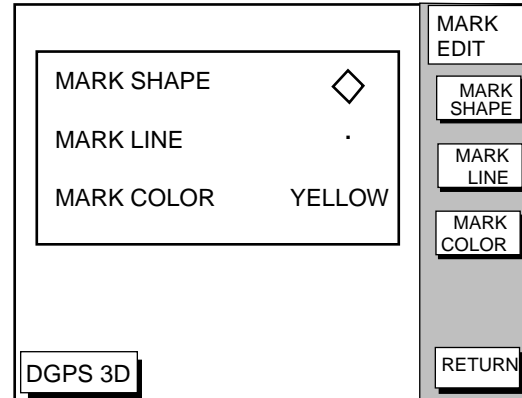 MARK SHAPE
MARK LINE
MARK COLOR YELLOW
DGPS 3D
MARK
EDIT
MARK
SHAPE
MARK
LINE
MARK
COLOR
RETURN